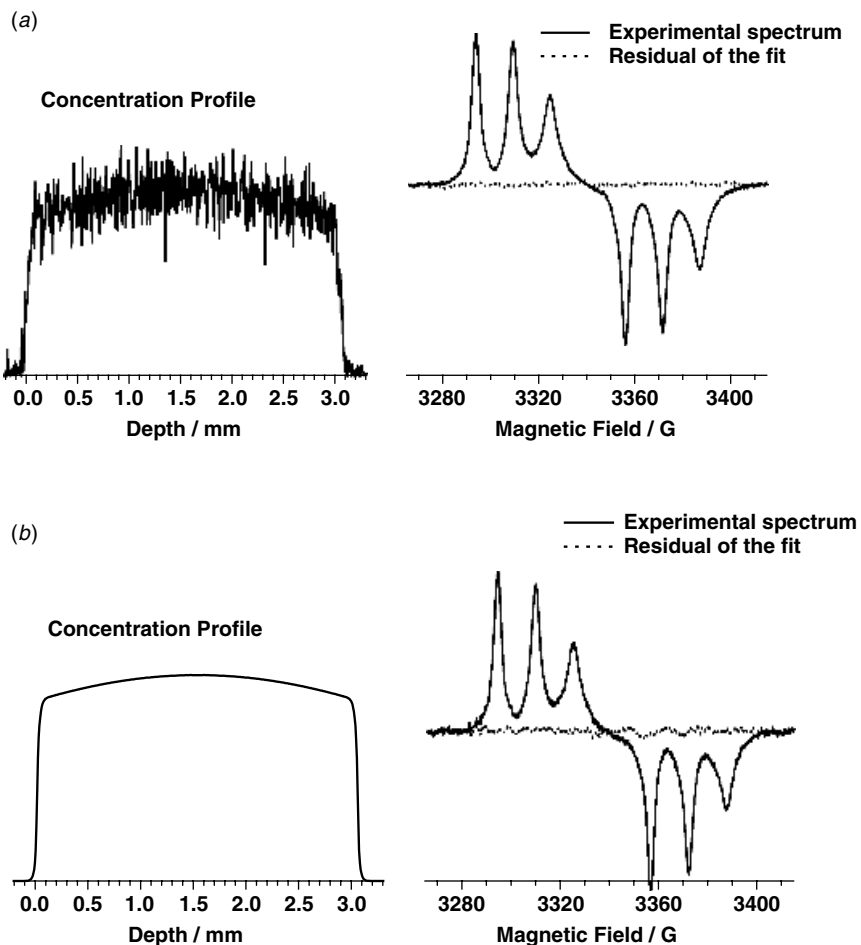 (a)
Experimental spectrum
Residual of the fit
Concentration Profile
0.0 0.5 1.0 1.5 2.0 2.5 3.0
Depth / mm
3280 3320 3360 3400
Magnetic Field / G
(b)
Experimental spectrum
Residual of the fit
Concentration Profile
0.0 0.5 1.0 1.5 2.0 2.5 3.0
Depth / mm
3280 3320 3360 3400
Magnetic Field / G